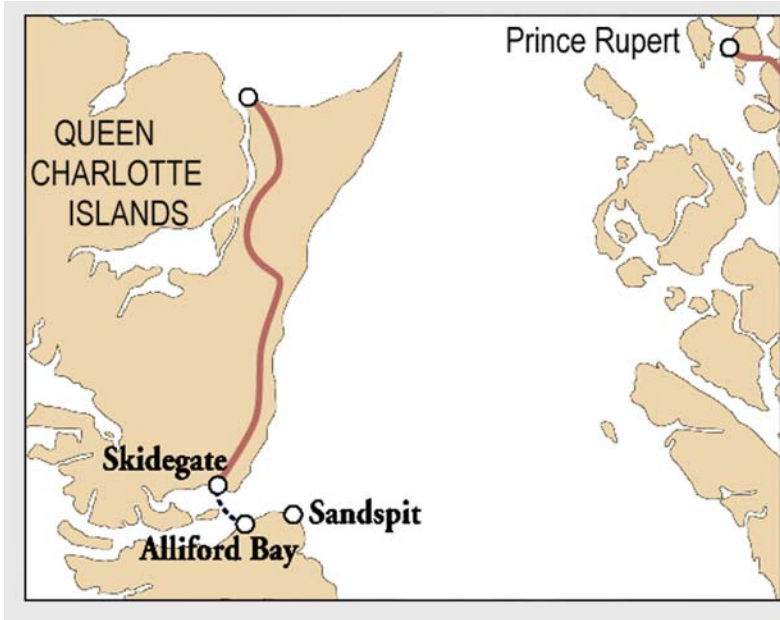 Prince Rupert
QUEEN
CHARLOTTE
ISLANDS
Skidegate
Sandspit
Alliford Bay